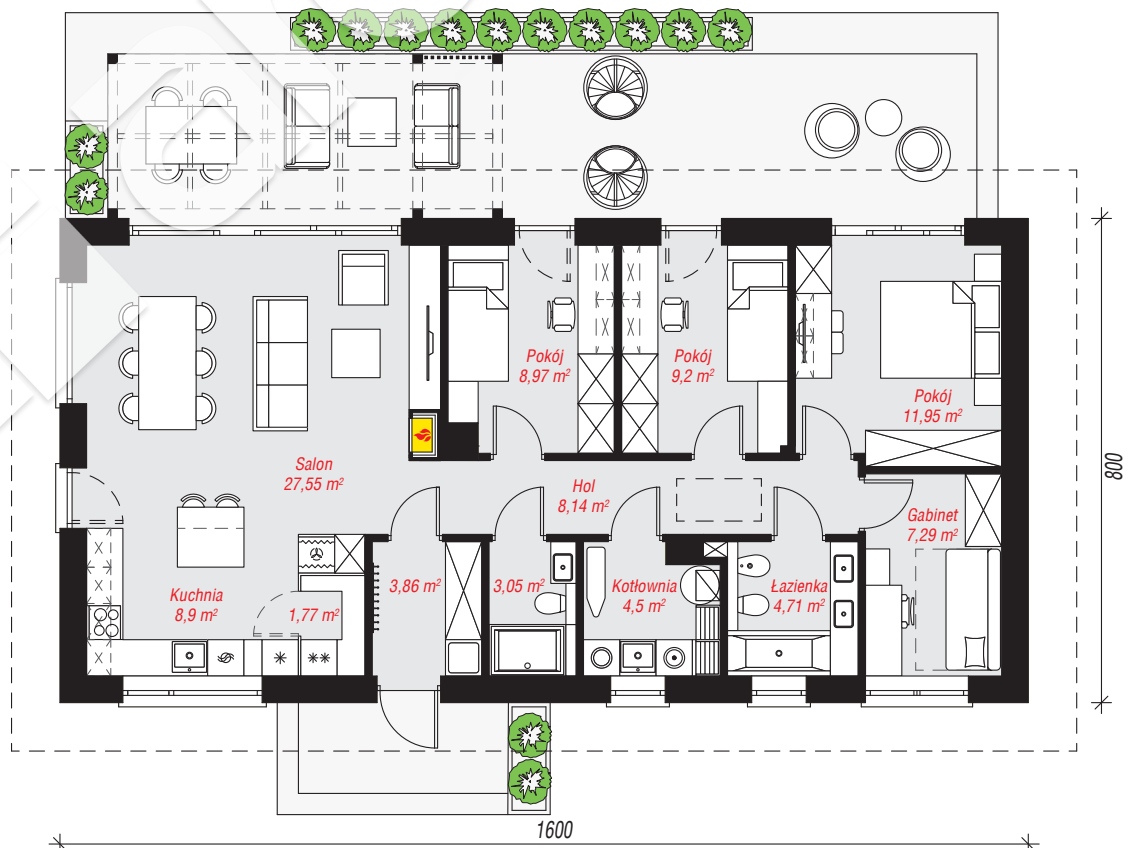 Pokój
8,97 m²
Pokój
9,2 m²
Pokój
11,95 m²
Salon
27,55 m²
Hol
8,14 m²
Gabinet
7,29 m²
Kuchnia
8,9 m²
1,77 m²
3,86 m²
3,05 m²
Kotłownia
4,5 m²
Łazienka
4,71 m²
800
1600